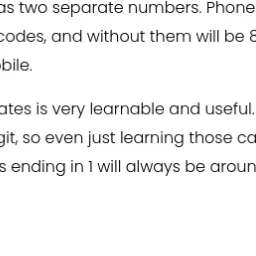 as two separate numbers. Phone
codes, and without them will be 8
bile.
ates is very learnable and useful.
git, so even just learning those ca
s ending in 1 will always be aroun